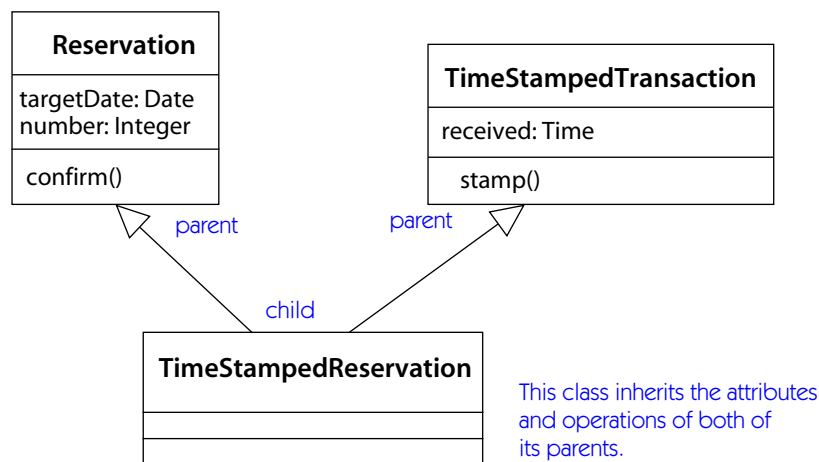 Reservation
targetDate: Date
number: Integer
confirm()
TimeStampedTransaction
received: Time
stamp()
parent
parent
child
TimeStampedReservation
This class inherits the attributes
and operations of both of
its parents.